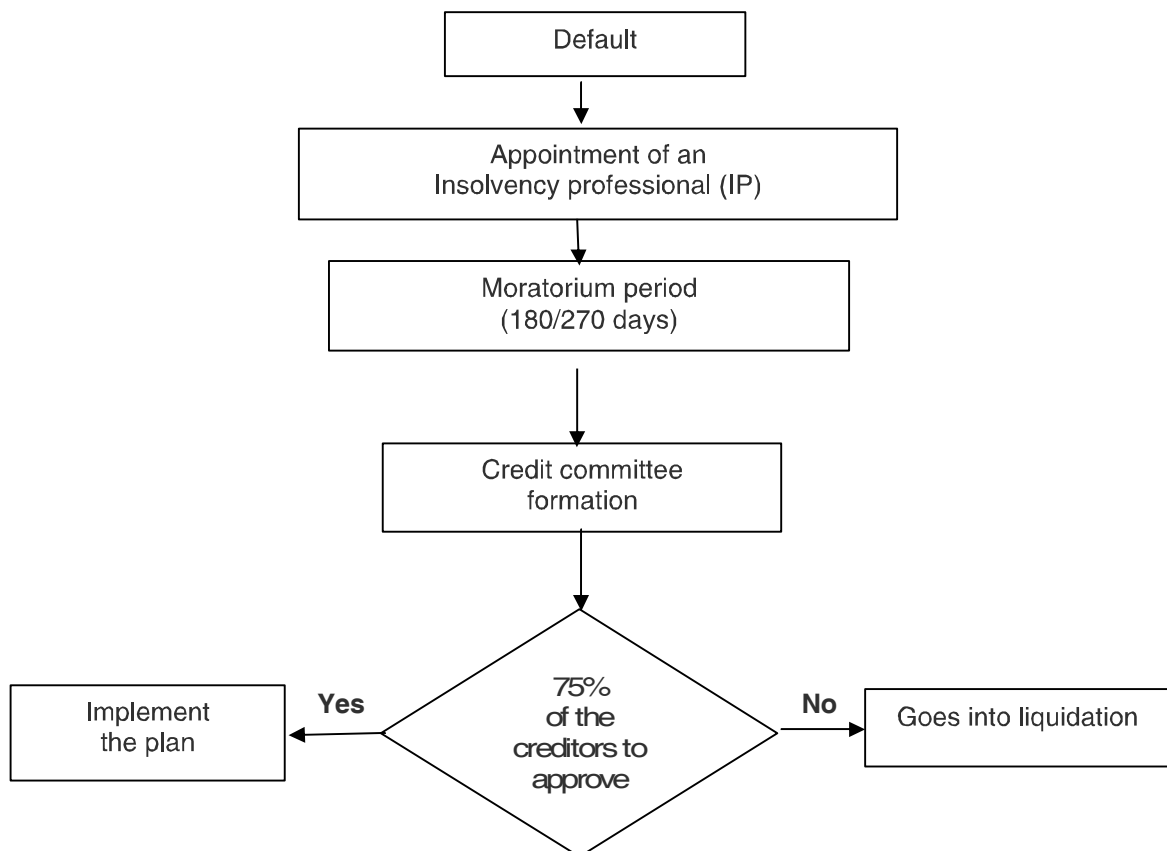 Default
Appointment of an
Insolvency professional (IP)
Moratorium period
(180/270 days)
Credit committee
formation
75%
of the
creditors to
approve
Yes
No
Implement
the plan
Goes into liquidation